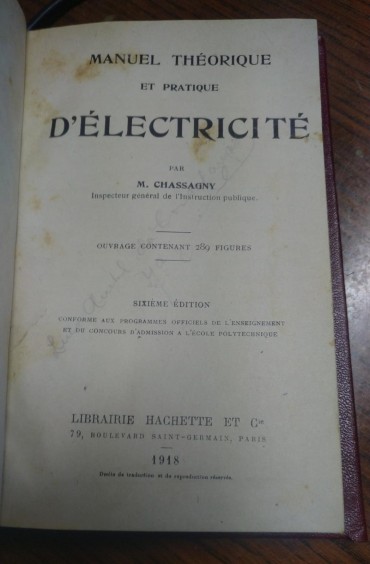 MANUEL THÉORIQUE
ET PRATIQUE
D'ÉLECTRICITÉ
PAR
M. CHASSAGNY
Inspecteur général de l'Instruction publique.
OUVRAGE CONTENANT 289 FIGURES
SIXIÈME ÉDITION
CONFORME AUX PROGRAMMES OFFICIELS DE L'ENSEIGNEMENT
ET DU CONCOURS D'ADMISSION A L'ÉCOLE POLYTECHNIQUE
LIBRAIRIE HACHETTE ET Cie
79, BOULEVARD SAINT-GERMAIN, PARIS
1918
Droits de traduction et de reproduction réservés.